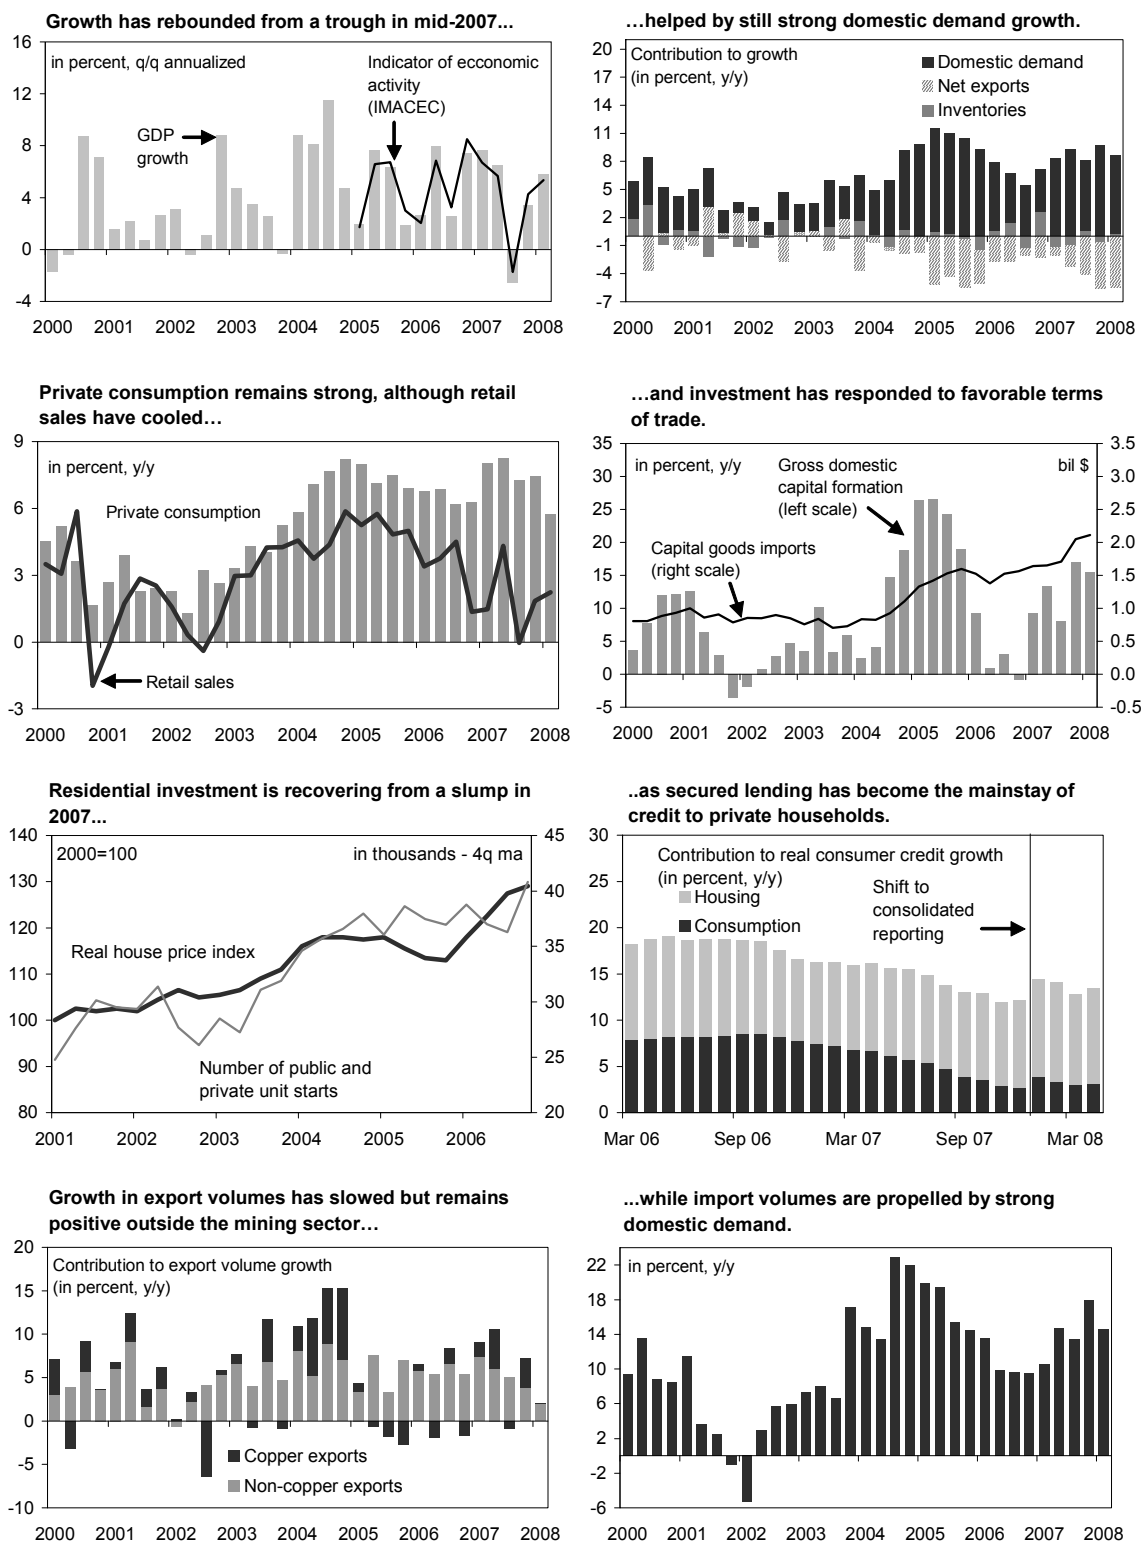 Growth has rebounded from a trough in mid-2007...
16
12
8
4
0
-4
in percent, q/q annualized
Indicator of ecconomic
activity
(IMACEC)
GDP
growth
2000 2001 2002 2003 2004 2005 2006 2007 2008
…helped by still strong domestic demand growth.
20
17
14
11
8
5
2
-1
-4
-7
Contribution to growth
(in percent, y/y)
Domestic demand
Net exports
Inventories
2000 2001 2002 2003 2004 2005 2006 2007 2008
Private consumption remains strong, although retail
sales have cooled…
9
6
3
0
-3
in percent, y/y
Private consumption
Retail sales
2000 2001 2002 2003 2004 2005 2006 2007 2008
…and investment has responded to favorable terms
of trade.
35
30
25
20
15
10
5
0
-5
in percent, y/y
Gross domestic
capital formation
(left scale)
bil $
Capital goods imports
(right scale)
3.5
3.0
2.5
2.0
1.5
1.0
0.5
0.0
-0.5
2000 2001 2002 2003 2004 2005 2006 2007 2008
Residential investment is recovering from a slump in
2007...
140
130
120
110
100
90
80
2000=100
in thousands - 4q ma
Real house price index
Number of public and
private unit starts
45
40
35
30
25
20
2001 2002 2003 2004 2005 2006
..as secured lending has become the mainstay of
credit to private households.
30
25
20
15
10
5
0
Contribution to real consumer credit growth
(in percent, y/y)
Housing
Consumption
Shift to
consolidated
reporting
Mar 06 Sep 06 Mar 07 Sep 07 Mar 08
Growth in export volumes has slowed but remains
positive outside the mining sector…
20
15
10
5
0
-5
-10
Contribution to export volume growth
(in percent, y/y)
Copper exports
Non-copper exports
2000 2001 2002 2003 2004 2005 2006 2007 2008
...while import volumes are propelled by strong
domestic demand.
22
18
14
10
6
2
-2
-6
in percent, y/y
2000 2001 2002 2003 2004 2005 2006 2007 2008